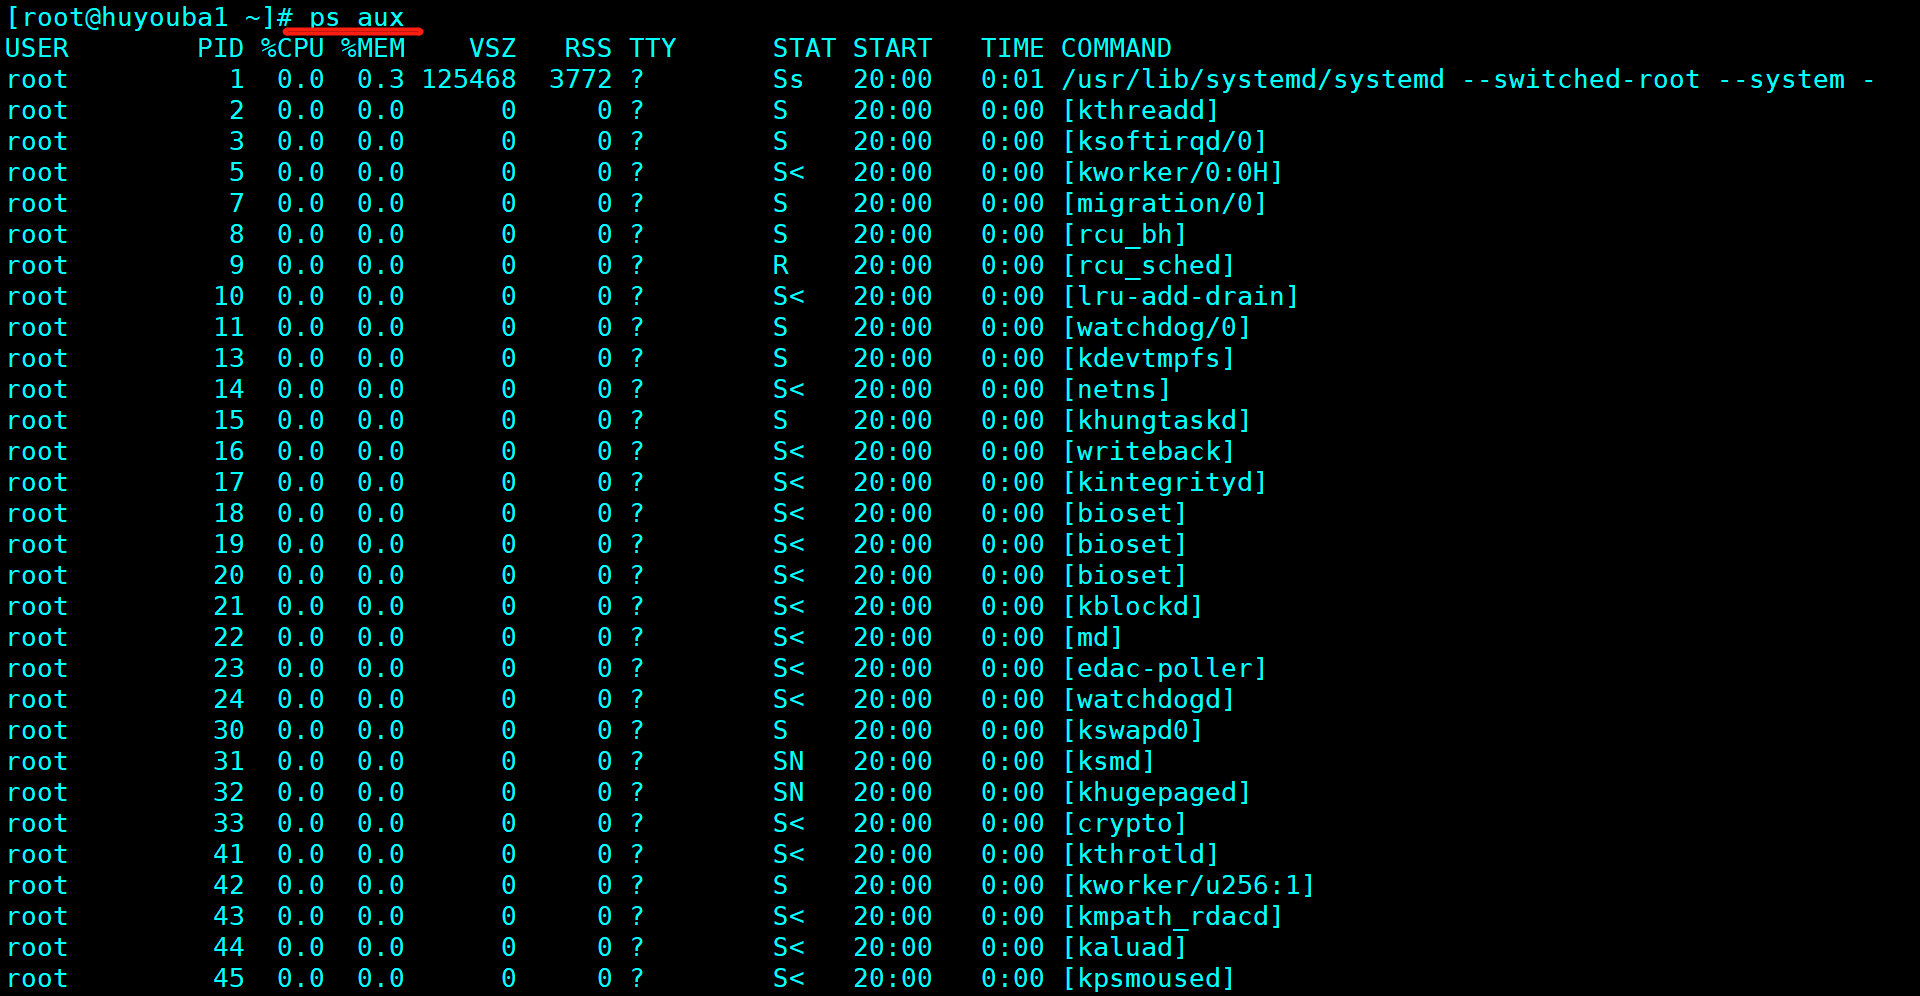 [root@huyouba1 ~]# ps aux
USER        PID %CPU %MEM    VSZ   RSS TTY      STAT START   TIME COMMAND
root          1  0.0  0.3 125468  3772 ?        Ss   20:00   0:01 /usr/lib/systemd/systemd --switched-root --system -
root          2  0.0  0.0      0     0 ?        S    20:00   0:00 [kthreadd]
root          3  0.0  0.0      0     0 ?        S    20:00   0:00 [ksoftirqd/0]
root          5  0.0  0.0      0     0 ?        S<   20:00   0:00 [kworker/0:0H]
root          7  0.0  0.0      0     0 ?        S    20:00   0:00 [migration/0]
root          8  0.0  0.0      0     0 ?        S    20:00   0:00 [rcu_bh]
root          9  0.0  0.0      0     0 ?        R    20:00   0:00 [rcu_sched]
root         10  0.0  0.0      0     0 ?        S<   20:00   0:00 [lru-add-drain]
root         11  0.0  0.0      0     0 ?        S    20:00   0:00 [watchdog/0]
root         13  0.0  0.0      0     0 ?        S    20:00   0:00 [kdevtmpfs]
root         14  0.0  0.0      0     0 ?        S<   20:00   0:00 [netns]
root         15  0.0  0.0      0     0 ?        S    20:00   0:00 [khungtaskd]
root         16  0.0  0.0      0     0 ?        S<   20:00   0:00 [writeback]
root         17  0.0  0.0      0     0 ?        S<   20:00   0:00 [kintegrityd]
root         18  0.0  0.0      0     0 ?        S<   20:00   0:00 [bioset]
root         19  0.0  0.0      0     0 ?        S<   20:00   0:00 [bioset]
root         20  0.0  0.0      0     0 ?        S<   20:00   0:00 [bioset]
root         21  0.0  0.0      0     0 ?        S<   20:00   0:00 [kblockd]
root         22  0.0  0.0      0     0 ?        S<   20:00   0:00 [md]
root         23  0.0  0.0      0     0 ?        S<   20:00   0:00 [edac-poller]
root         24  0.0  0.0      0     0 ?        S<   20:00   0:00 [watchdogd]
root         30  0.0  0.0      0     0 ?        S    20:00   0:00 [kswapd0]
root         31  0.0  0.0      0     0 ?        SN   20:00   0:00 [ksmd]
root         32  0.0  0.0      0     0 ?        SN   20:00   0:00 [khugepaged]
root         33  0.0  0.0      0     0 ?        S<   20:00   0:00 [crypto]
root         41  0.0  0.0      0     0 ?        S<   20:00   0:00 [kthrotld]
root         42  0.0  0.0      0     0 ?        S    20:00   0:00 [kworker/u256:1]
root         43  0.0  0.0      0     0 ?        S<   20:00   0:00 [kmpath_rdacd]
root         44  0.0  0.0      0     0 ?        S<   20:00   0:00 [kaluad]
root         45  0.0  0.0      0     0 ?        S<   20:00   0:00 [kpsmoused]